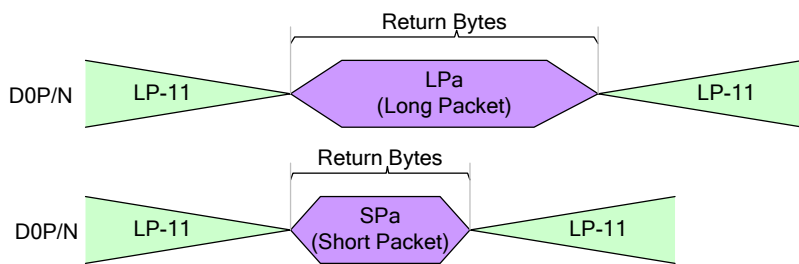 Return Bytes
D0P/N
LP-11
LPa
(Long Packet)
LP-11
Return Bytes
D0P/N
LP-11
SPa
(Short Packet)
LP-11